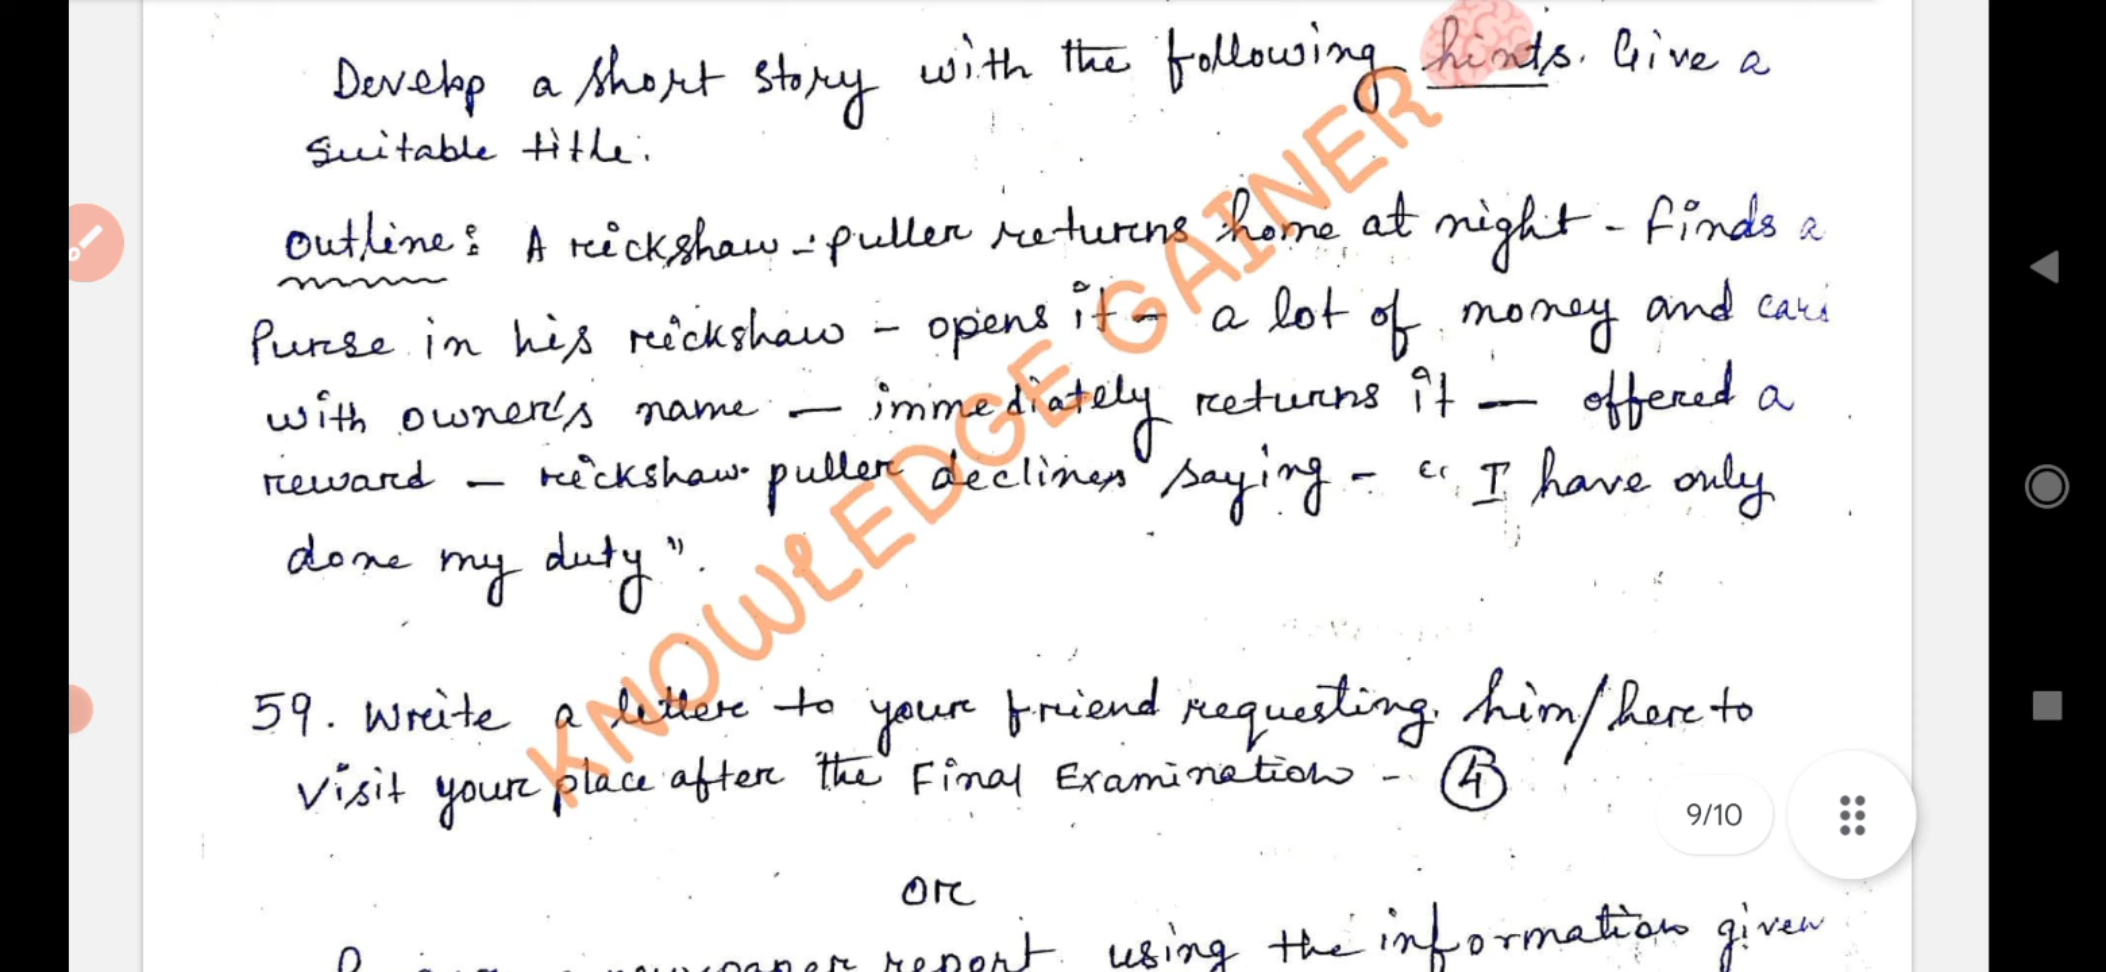 Develop a short story with the following hints. Give a
suitable title.
Outline: A rickshaw-puller returns home at night - finds a
Purse in his rickshaw - opens it - a lot of money and
with owner's name - immediately returns it - offered a
reward - rickshaw puller declines saying - "I have only
done my duty".
KNOWLEDGE GAINER
59. Write a letter to your friend requesting him/her to
visit your place after the Final Examination - 4
9/10
OR
report using the information given